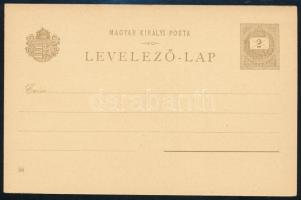 MAGYAR KIRÁLYI POSTA
LEVELEZŐ-LAP
2
darabanth